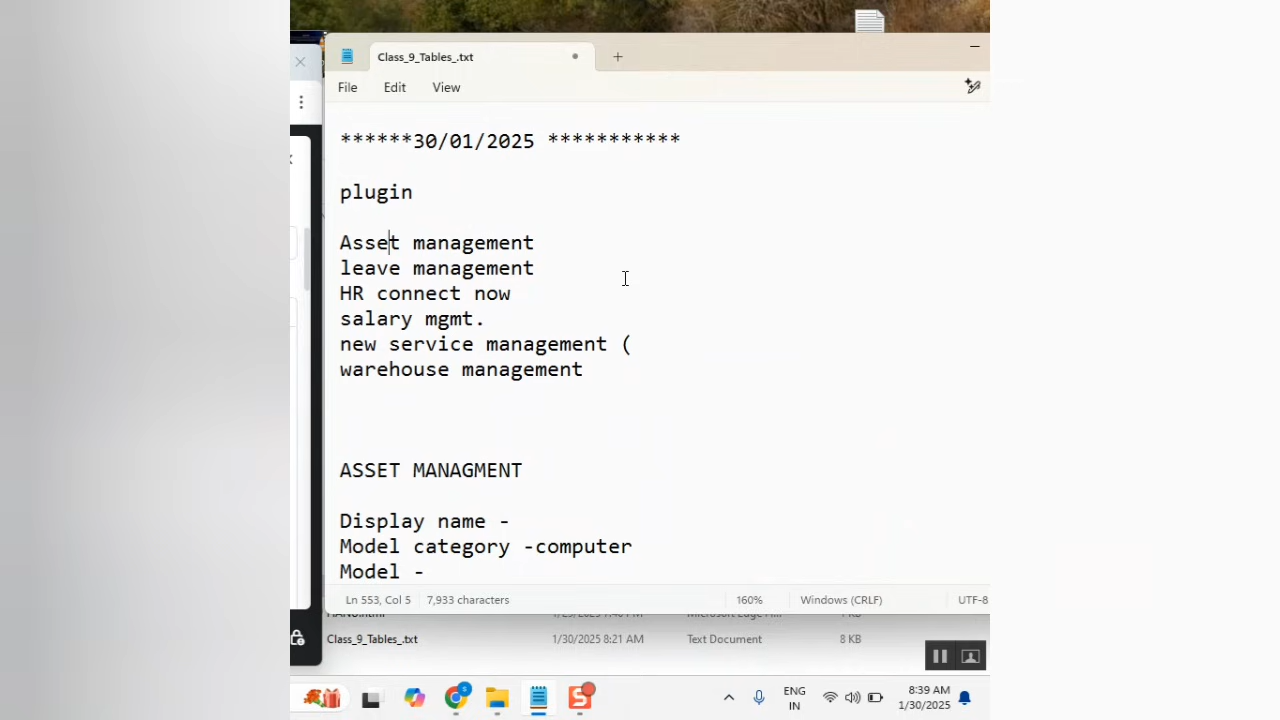 Class_9_Tables_.txt
File Edit View
******30/01/2025 ***********
plugin
Asset management
leave management
HR connect now
salary mgmt.
new service management (
warehouse management
ASSET MANAGMENT
Display name -
Model category -computer
Model -
Ln 553, Col 5 7,933 characters 160% Windows (CRLF) UTF-8
Class_9_Tables_.txt 1/30/2025 8:21 AM Text Document 8 KB
ENG
IN
8:39 AM
1/30/2025